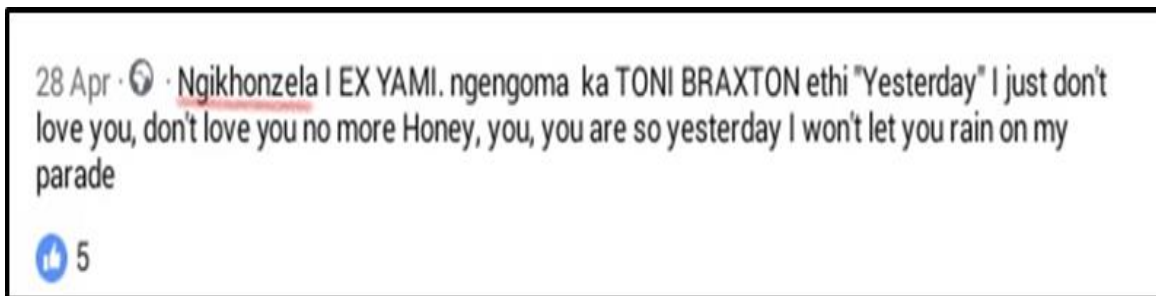 28 Apr · · Ngikhonzela I EX YAMI. ngengoma ka TONI BRAXTON ethi "Yesterday" I just don't
love you, don't love you no more Honey, you, you are so yesterday I won't let you rain on my
parade
5